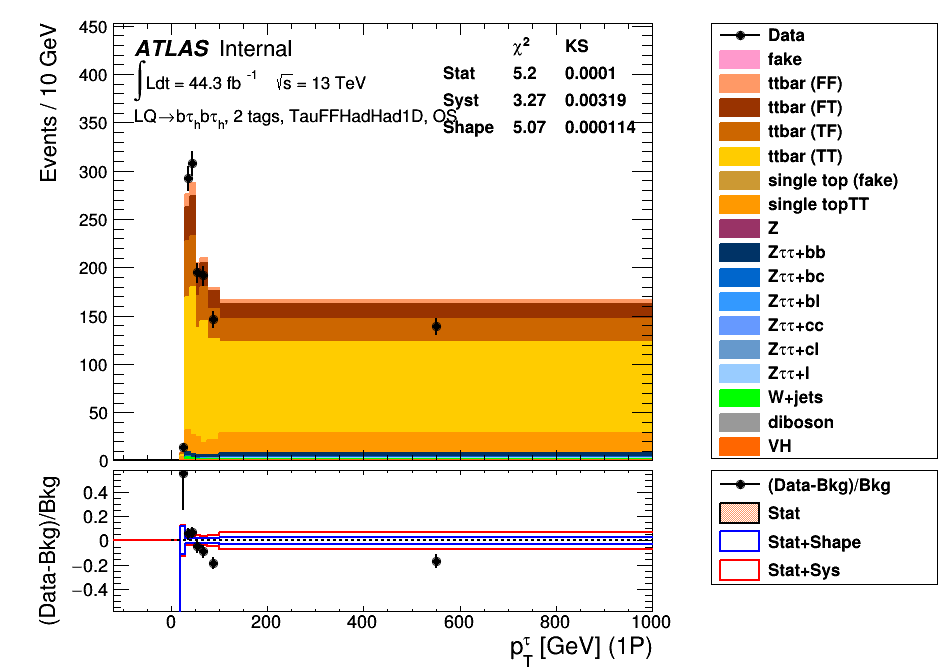 ATLAS Internal
∫Ldt = 44.3 fb⁻¹ √s = 13 TeV
LQ→bτₕbτₕ, 2 tags, TauFFHadHad1D, OS
χ² KS
Stat 5.2 0.0001
Syst 3.27 0.00319
Shape 5.07 0.000114
Events / 10 GeV
450
400
350
300
250
200
150
100
50
0
Data
fake
ttbar (FF)
ttbar (FT)
ttbar (TF)
ttbar (TT)
single top (fake)
single topTT
Z
Zττ+bb
Zττ+bc
Zττ+bl
Zττ+cc
Zττ+cl
Zττ+l
W+jets
diboson
VH
(Data-Bkg)/Bkg
0.4
0.2
0
−0.2
−0.4
0 200 400 600 800 1000
p_T^τ [GeV] (1P)
(Data-Bkg)/Bkg
Stat
Stat+Shape
Stat+Sys